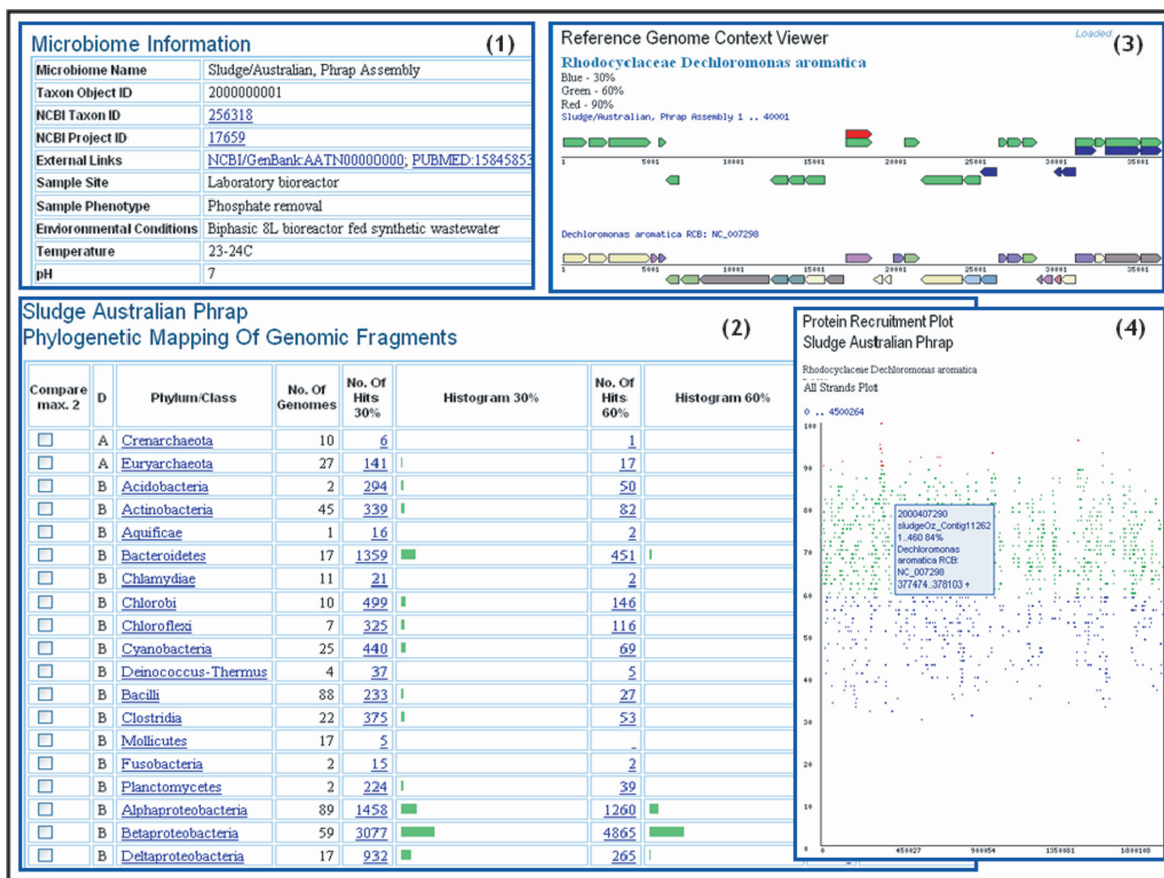 Microbiome Information (1)
Microbiome Name Sludge/Australian, Phrap Assembly
Taxon Object ID 2000000001
NCBI Taxon ID 256318
NCBI Project ID 17659
External Links NCBI/GenBank:AATN00000000; PUBMED:15845853
Sample Site Laboratory bioreactor
Sample Phenotype Phosphate removal
Envioronmental Conditions Biphasic 8L bioreactor fed synthetic wastewater
Temperature 23-24C
pH 7
Reference Genome Context Viewer Loaded. (3)
Rhodocyclaceae Dechloromonas aromatica
Blue - 30%
Green - 60%
Red - 90%
Sludge/Australian, Phrap Assembly 1 .. 40001
1 5001 10001 15001 20001 25001 30001 35001
Dechloromonas aromatica RCB: NC_007298
1 5001 10001 15001 20001 25001 30001 35001
Sludge Australian Phrap
Phylogenetic Mapping Of Genomic Fragments (2)
Compare max. 2 D Phylum/Class No. Of Genomes No. Of Hits 30% Histogram 30% No. Of Hits 60% Histogram 60%
A Crenarchaeota 10 6 1
A Euryarchaeota 27 141 17
B Acidobacteria 2 294 50
B Actinobacteria 45 339 82
B Aquificae 1 16 2
B Bacteroidetes 17 1359 451
B Chlamydiae 11 21 2
B Chlorobi 10 499 146
B Chloroflexi 7 325 116
B Cyanobacteria 25 440 69
B Deinococcus-Thermus 4 37 5
B Bacilli 88 233 27
B Clostridia 22 375 53
B Mollicutes 17 5 -
B Fusobacteria 2 15 2
B Planctomycetes 2 224 39
B Alphaproteobacteria 89 1458 1260
B Betaproteobacteria 59 3077 4865
B Deltaproteobacteria 17 932 265
Protein Recruitment Plot (4)
Sludge Australian Phrap
Rhodocyclaceae Dechloromonas aromatica
All Strands Plot
0 .. 4500264
100
90
80
70
60
50
40
30
20
10
0
2000407290
sludgeOz_Contig11262
1..460 84%
Dechloromonas
aromatica RCB:
NC_007298
377474..378103 +
0 450027 900054 1350081 1800108